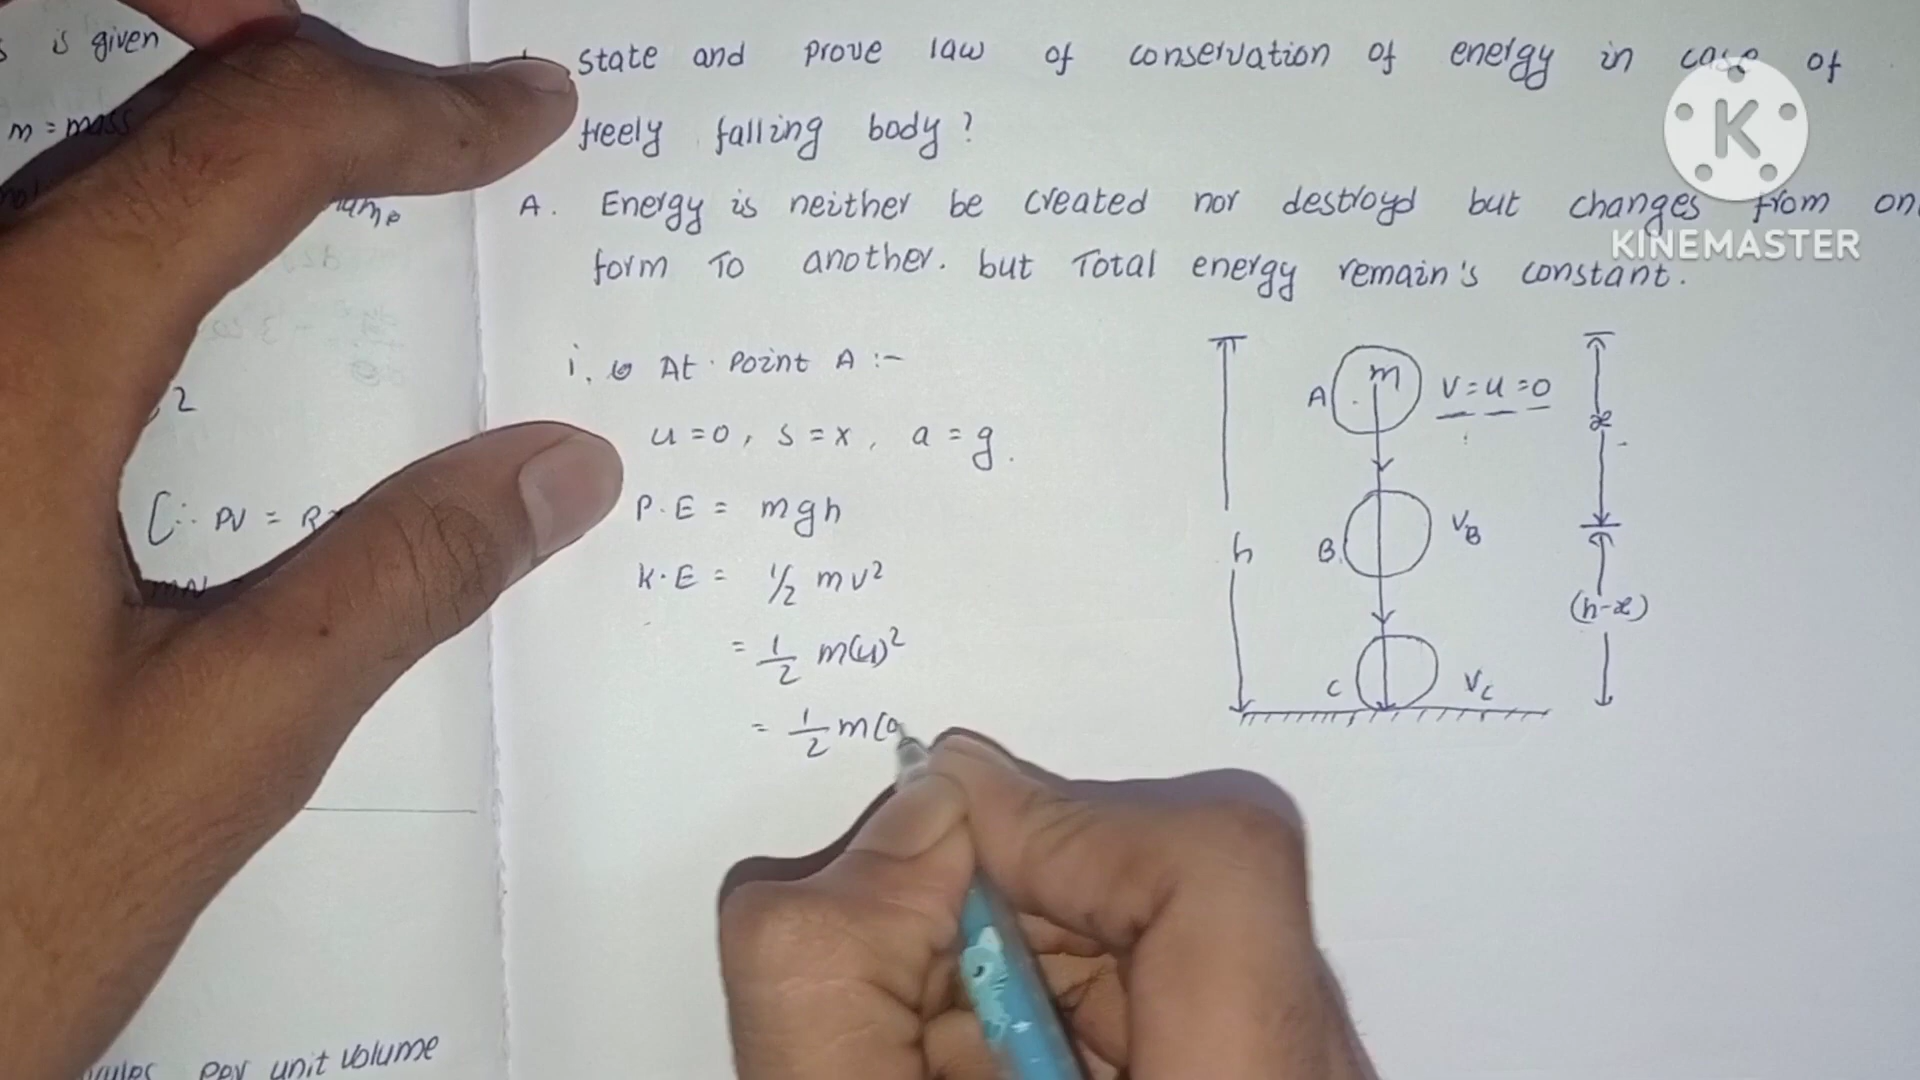 is given
m = mass
2
[∴ PV = R
per unit volume
state and prove law of conservation of energy in case of
freely falling body?
A. Energy is neither be created nor destroyd but changes from on
form To another. but Total energy remain's constant.
i. At Point A :-
u = 0, s = x, a = g.
P.E = mgh
K.E = 1/2 mv²
= 1/2 m(u)²
= 1/2 m(0
h
A m v = u = 0
B V_B
C V_C
x
(h-x)
K
KINEMASTER